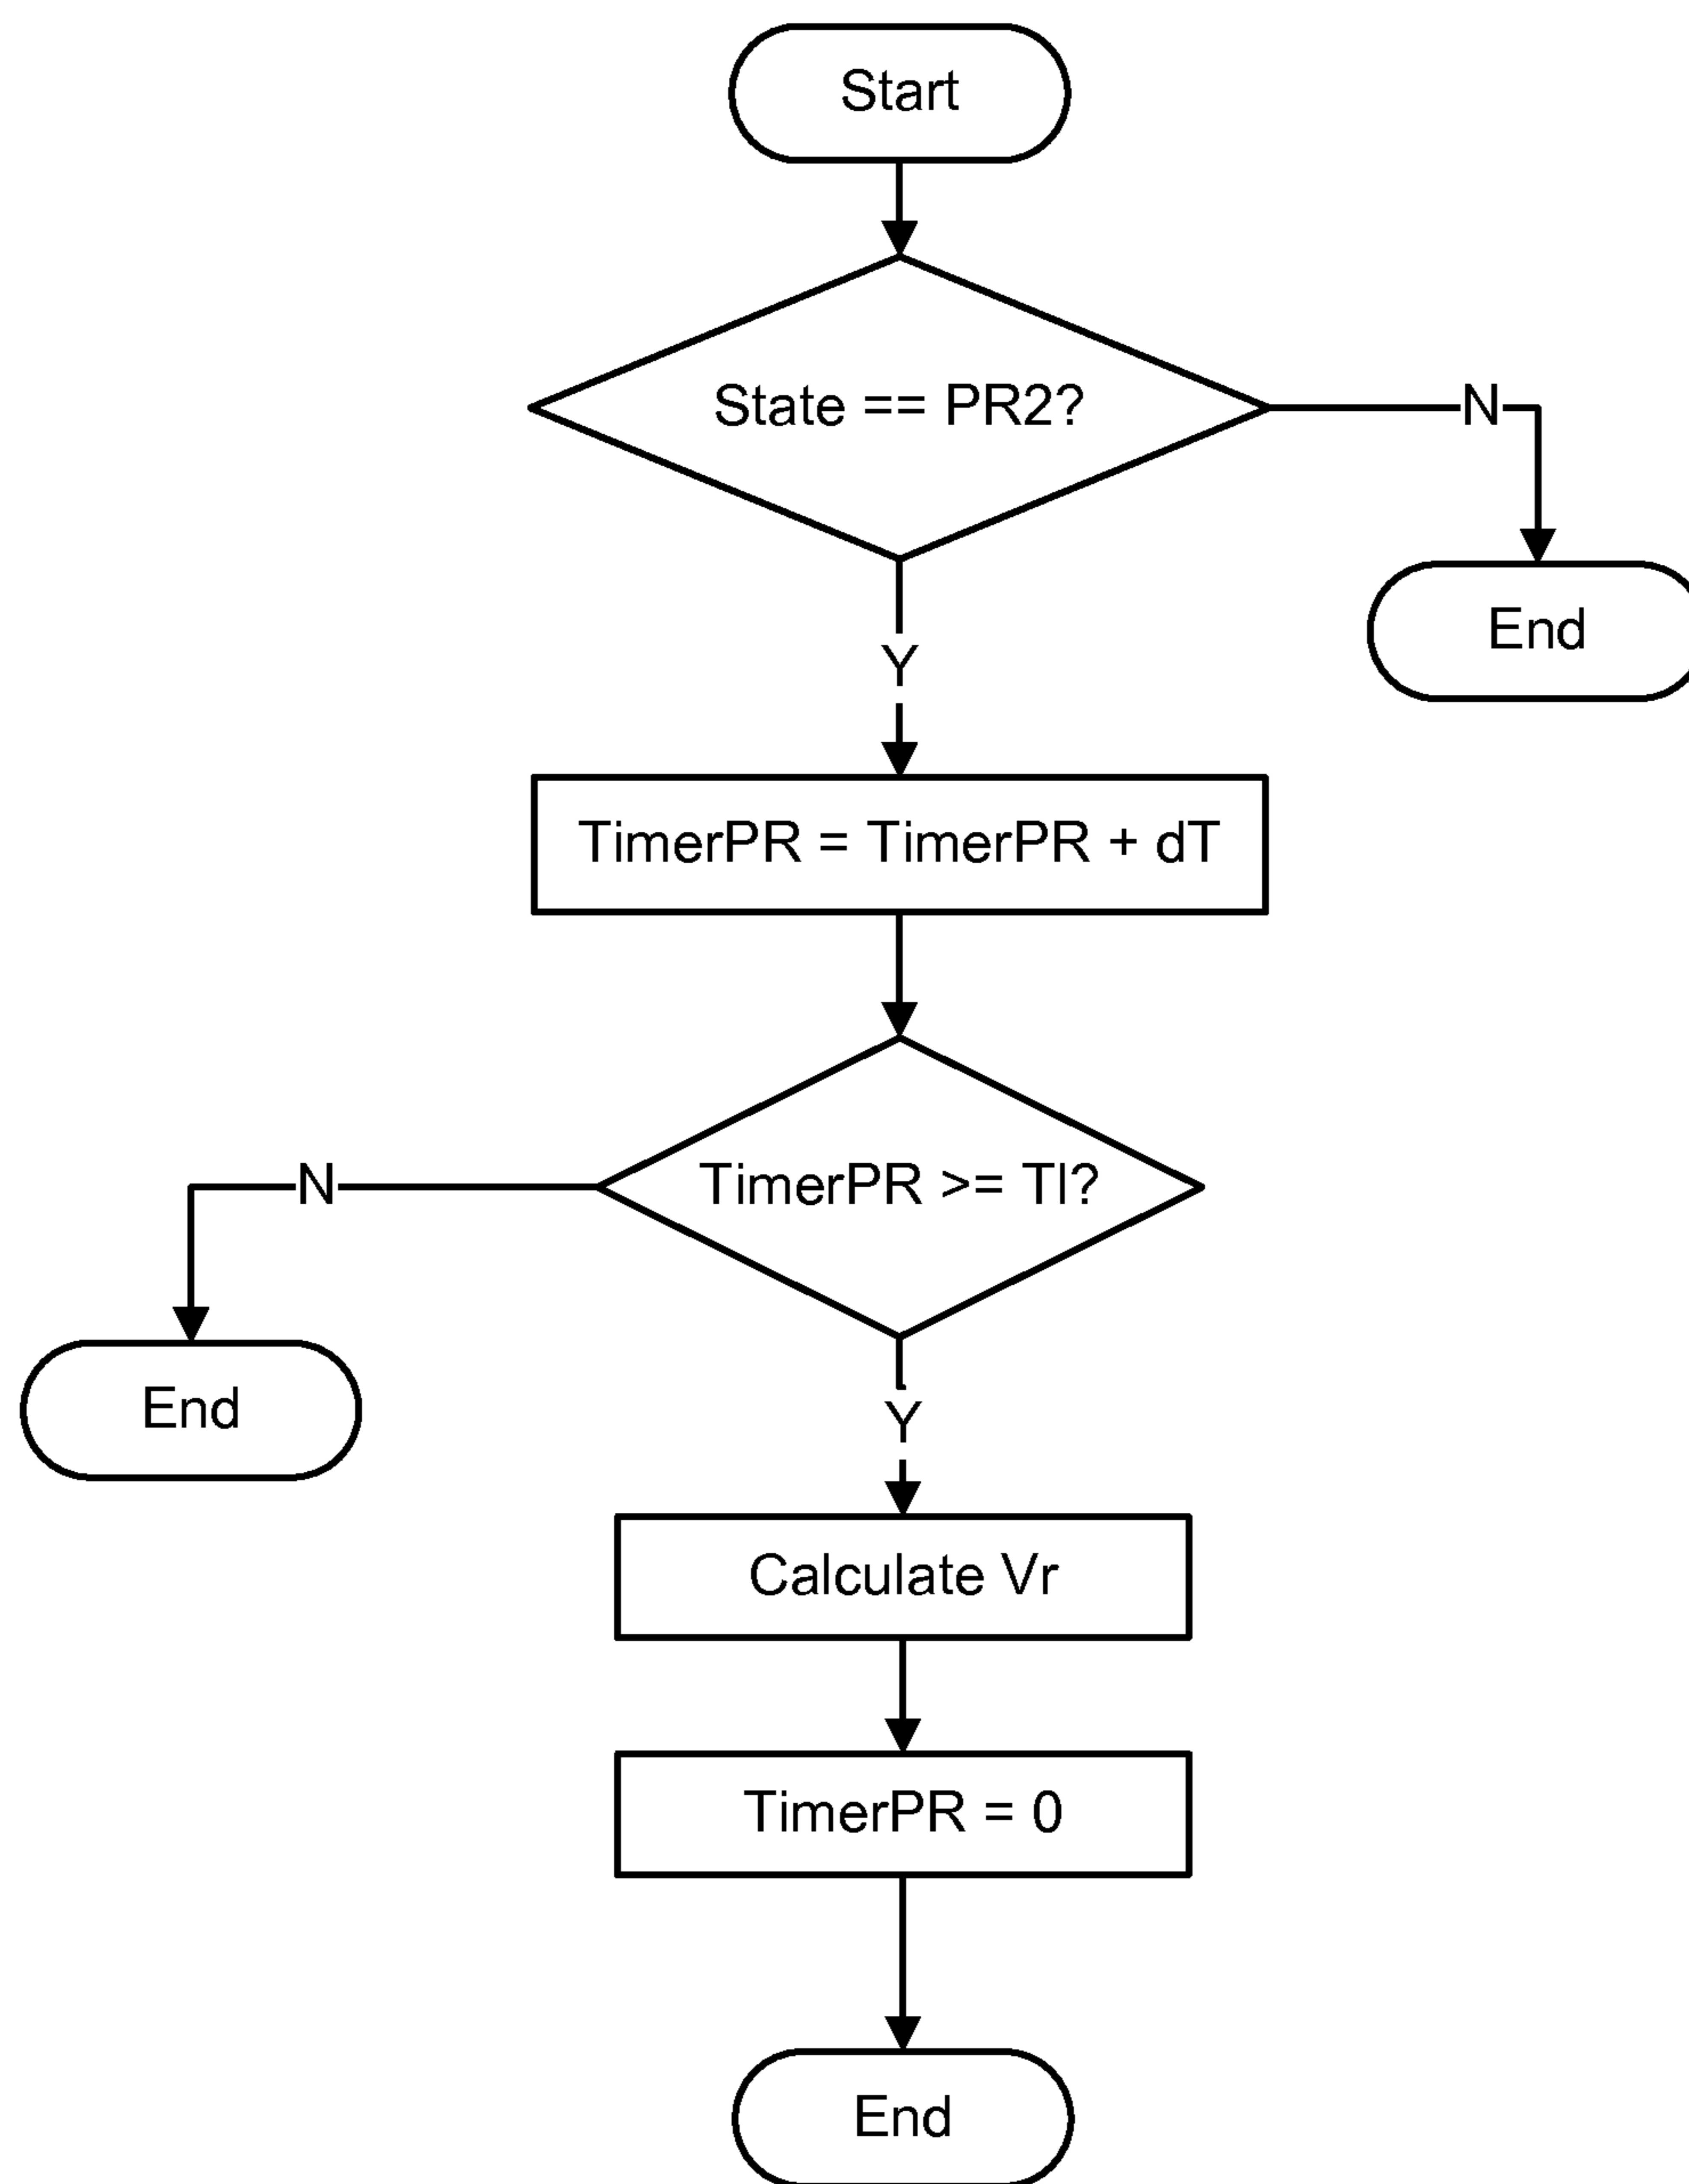 Start
State == PR2?
N
End
Y
TimerPR = TimerPR + dT
TimerPR >= TI?
N
End
Y
Calculate Vr
TimerPR = 0
End